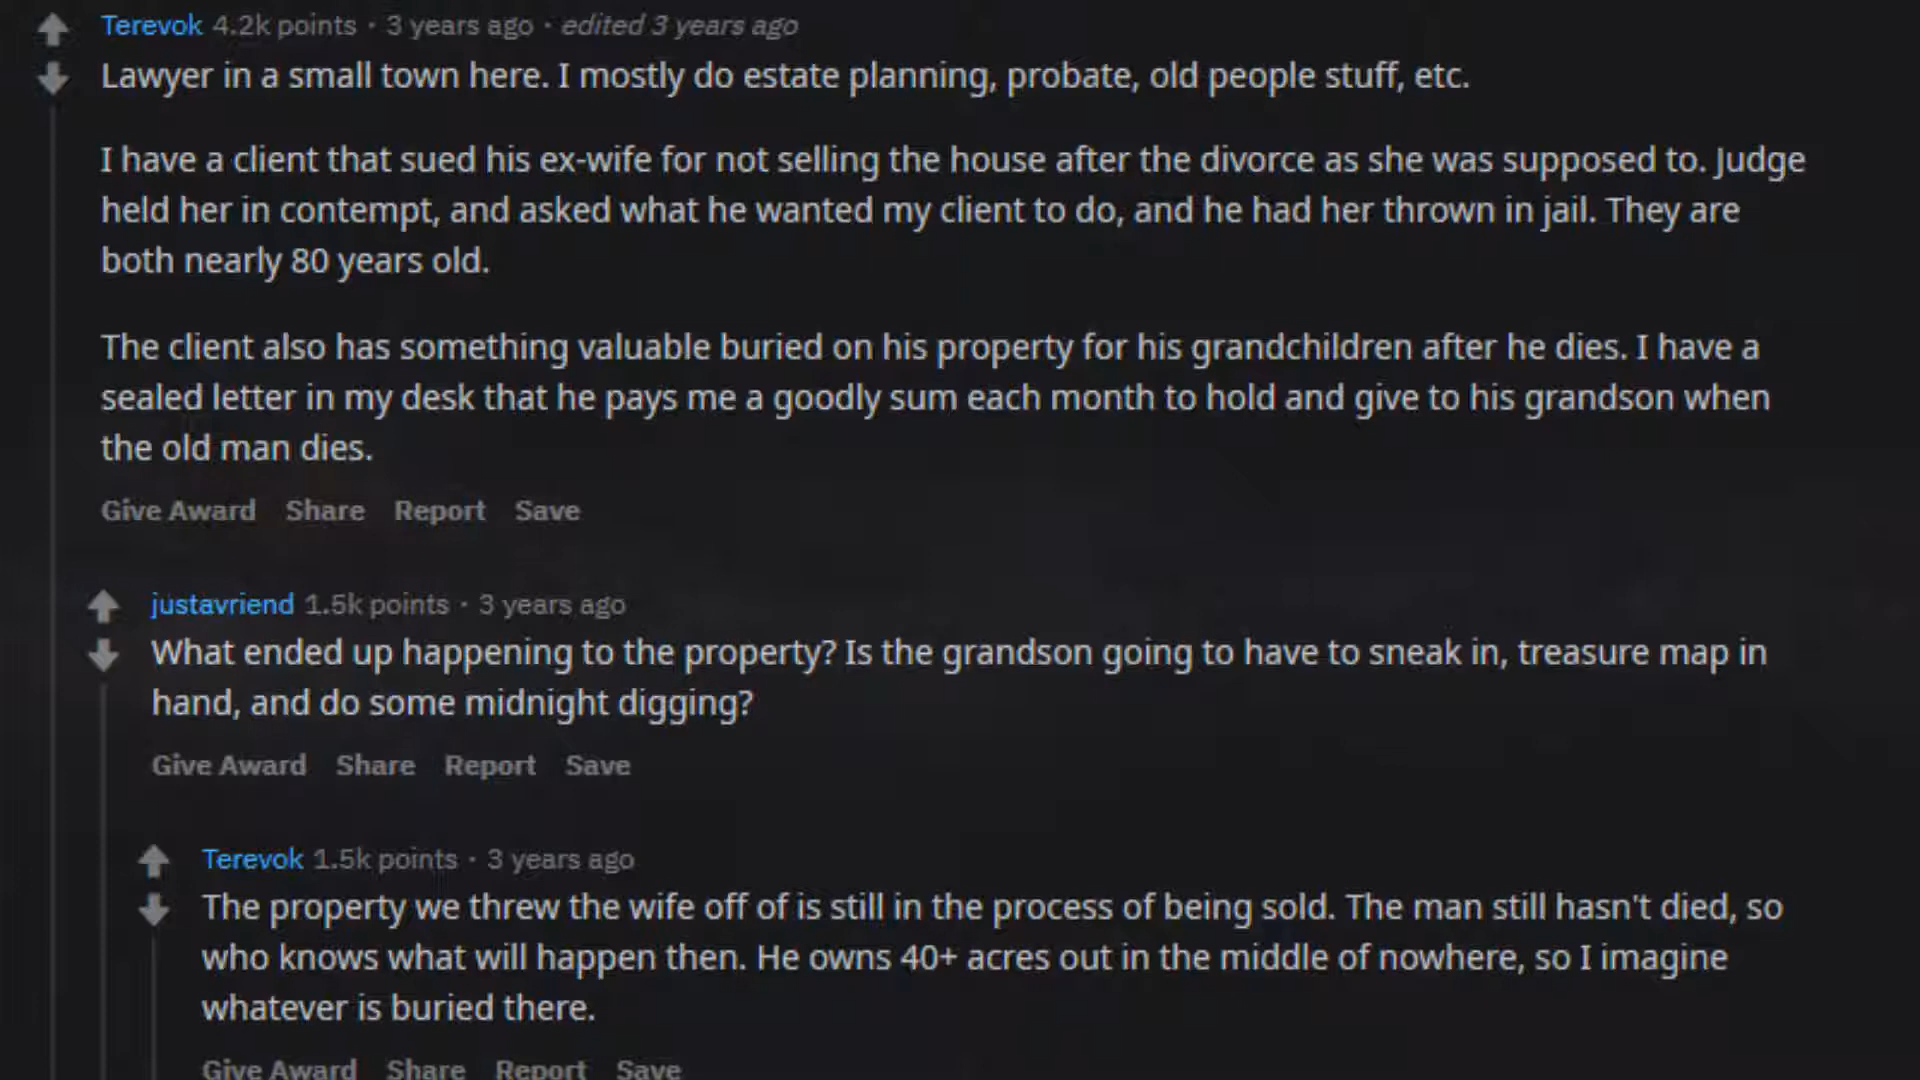 Terevok 4.2k points · 3 years ago · edited 3 years ago
Lawyer in a small town here. I mostly do estate planning, probate, old people stuff, etc.
I have a client that sued his ex-wife for not selling the house after the divorce as she was supposed to. Judge
held her in contempt, and asked what he wanted my client to do, and he had her thrown in jail. They are
both nearly 80 years old.
The client also has something valuable buried on his property for his grandchildren after he dies. I have a
sealed letter in my desk that he pays me a goodly sum each month to hold and give to his grandson when
the old man dies.
Give Award Share Report Save
justavriend 1.5k points · 3 years ago
What ended up happening to the property? Is the grandson going to have to sneak in, treasure map in
hand, and do some midnight digging?
Give Award Share Report Save
Terevok 1.5k points · 3 years ago
The property we threw the wife off of is still in the process of being sold. The man still hasn't died, so
who knows what will happen then. He owns 40+ acres out in the middle of nowhere, so I imagine
whatever is buried there.
Give Award Share Report Save